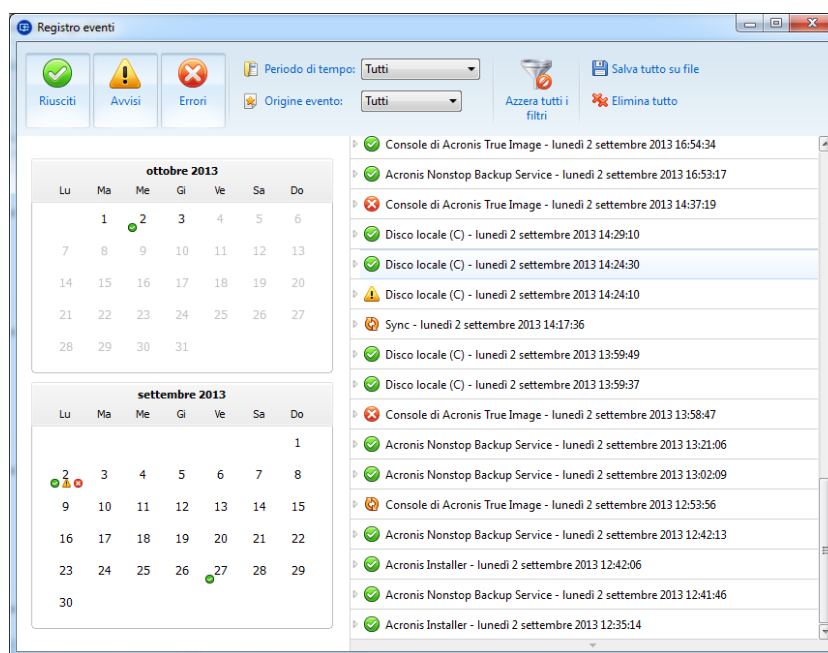 Registro eventi
Riusciti
Avvisi
Errori
Periodo di tempo: Tutti
Origine evento: Tutti
Azzera tutti i
filtri
Salva tutto su file
Elimina tutto
ottobre 2013
Lu Ma Me Gi Ve Sa Do
1 2 3 4 5 6
7 8 9 10 11 12 13
14 15 16 17 18 19 20
21 22 23 24 25 26 27
28 29 30 31
settembre 2013
Lu Ma Me Gi Ve Sa Do
1
2 3 4 5 6 7 8
9 10 11 12 13 14 15
16 17 18 19 20 21 22
23 24 25 26 27 28 29
30
Console di Acronis True Image - lunedì 2 settembre 2013 16:54:34
Acronis Nonstop Backup Service - lunedì 2 settembre 2013 16:53:17
Console di Acronis True Image - lunedì 2 settembre 2013 14:37:19
Disco locale (C) - lunedì 2 settembre 2013 14:29:10
Disco locale (C) - lunedì 2 settembre 2013 14:24:30
Disco locale (C) - lunedì 2 settembre 2013 14:24:10
Sync - lunedì 2 settembre 2013 14:17:36
Disco locale (C) - lunedì 2 settembre 2013 13:59:49
Disco locale (C) - lunedì 2 settembre 2013 13:59:37
Console di Acronis True Image - lunedì 2 settembre 2013 13:58:47
Acronis Nonstop Backup Service - lunedì 2 settembre 2013 13:21:06
Acronis Nonstop Backup Service - lunedì 2 settembre 2013 13:02:09
Console di Acronis True Image - lunedì 2 settembre 2013 12:53:56
Acronis Nonstop Backup Service - lunedì 2 settembre 2013 12:42:13
Acronis Installer - lunedì 2 settembre 2013 12:42:06
Acronis Nonstop Backup Service - lunedì 2 settembre 2013 12:41:46
Acronis Installer - lunedì 2 settembre 2013 12:35:14